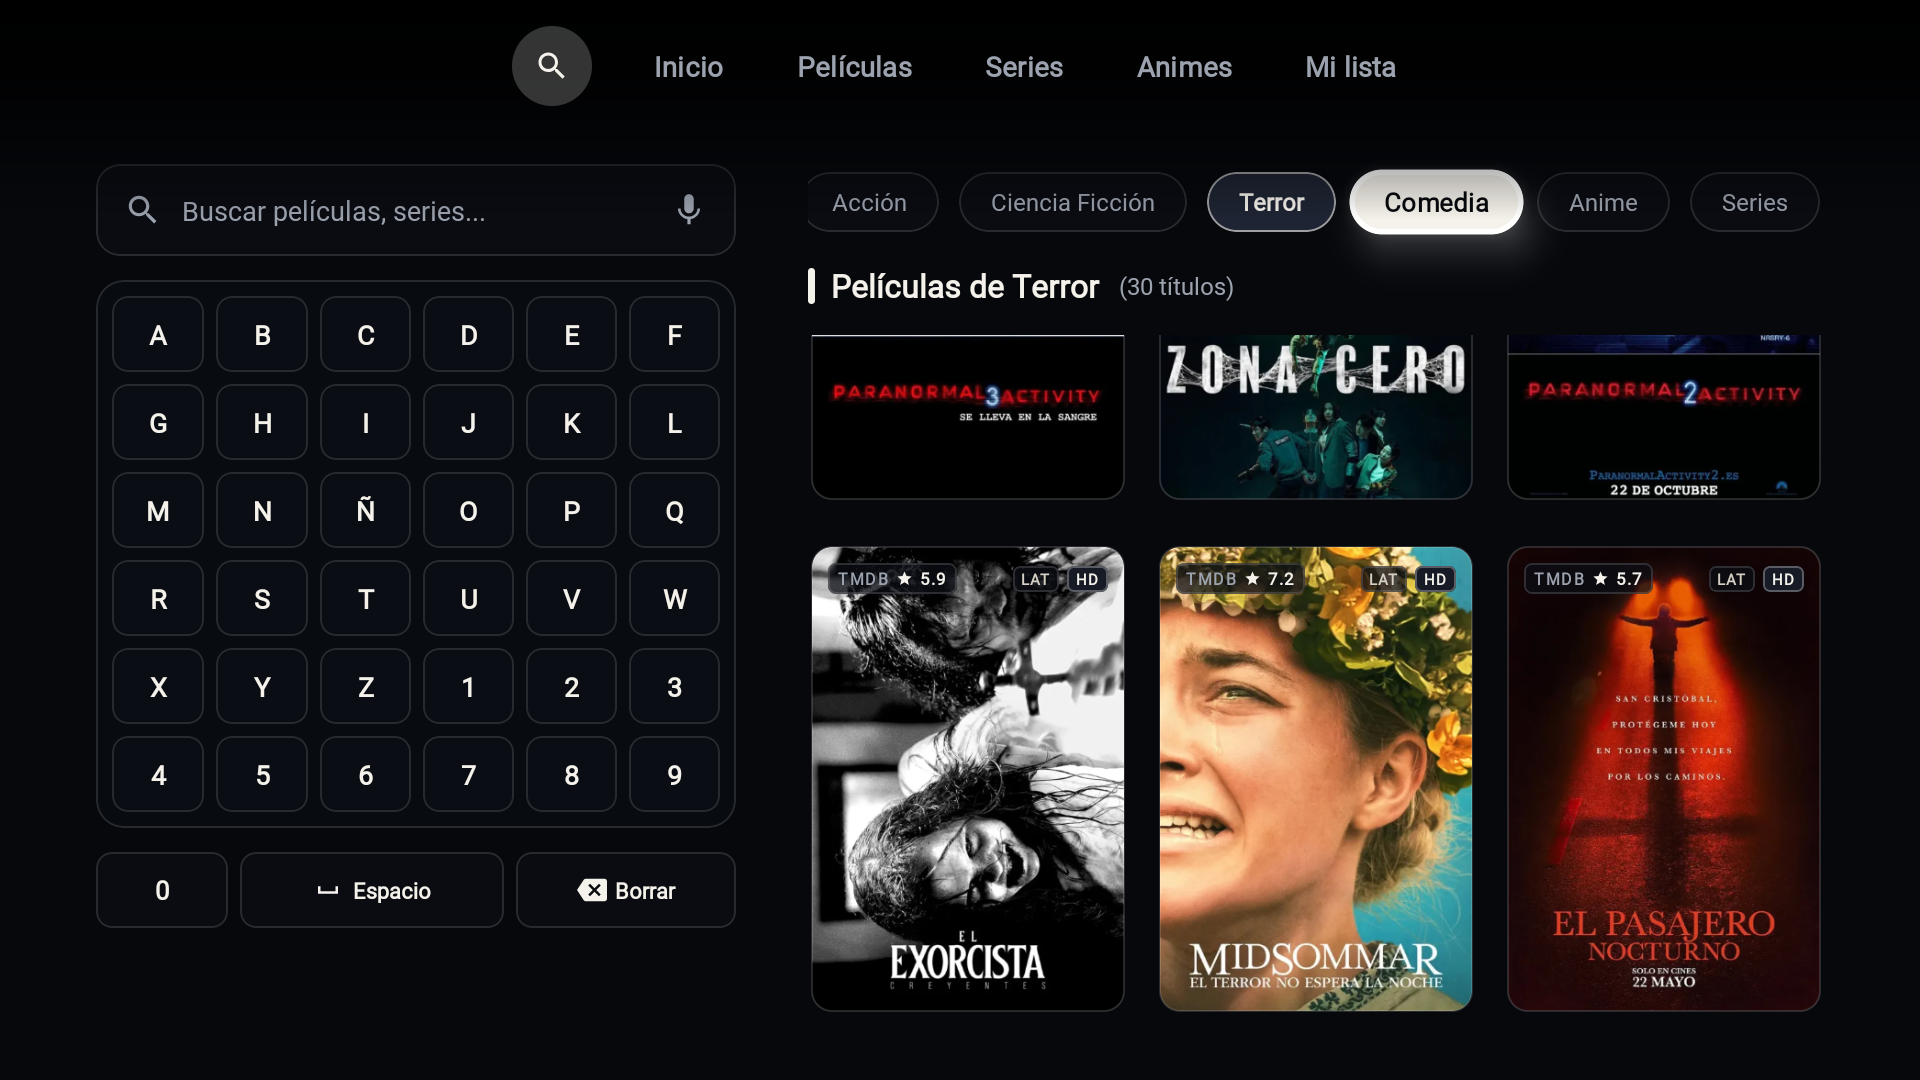 Inicio Películas Series Animes Mi lista
Buscar películas, series...
A B C D E F
G H I J K L
M N Ñ O P Q
R S T U V W
X Y Z 1 2 3
4 5 6 7 8 9
0 Espacio Borrar
Acción Ciencia Ficción Terror Comedia Anime Series
Películas de Terror (30 títulos)
PARANORMAL 3 ACTIVITY
SE LLEVA EN LA SANGRE
ZONA CERO
NRSRY-6
PARANORMAL 2 ACTIVITY
PARANORMALACTIVITY2.ES
22 DE OCTUBRE
TMDB ★ 5.9 LAT HD
EL
EXORCISTA
CREYENTES
TMDB ★ 7.2 LAT HD
MIDSOMMAR
EL TERROR NO ESPERA LA NOCHE
TMDB ★ 5.7 LAT HD
SAN CRISTÓBAL,
PROTÉGEME HOY
EN TODOS MIS VIAJES
POR LOS CAMINOS.
EL PASAJERO
NOCTURNO
SOLO EN CINES
22 MAYO